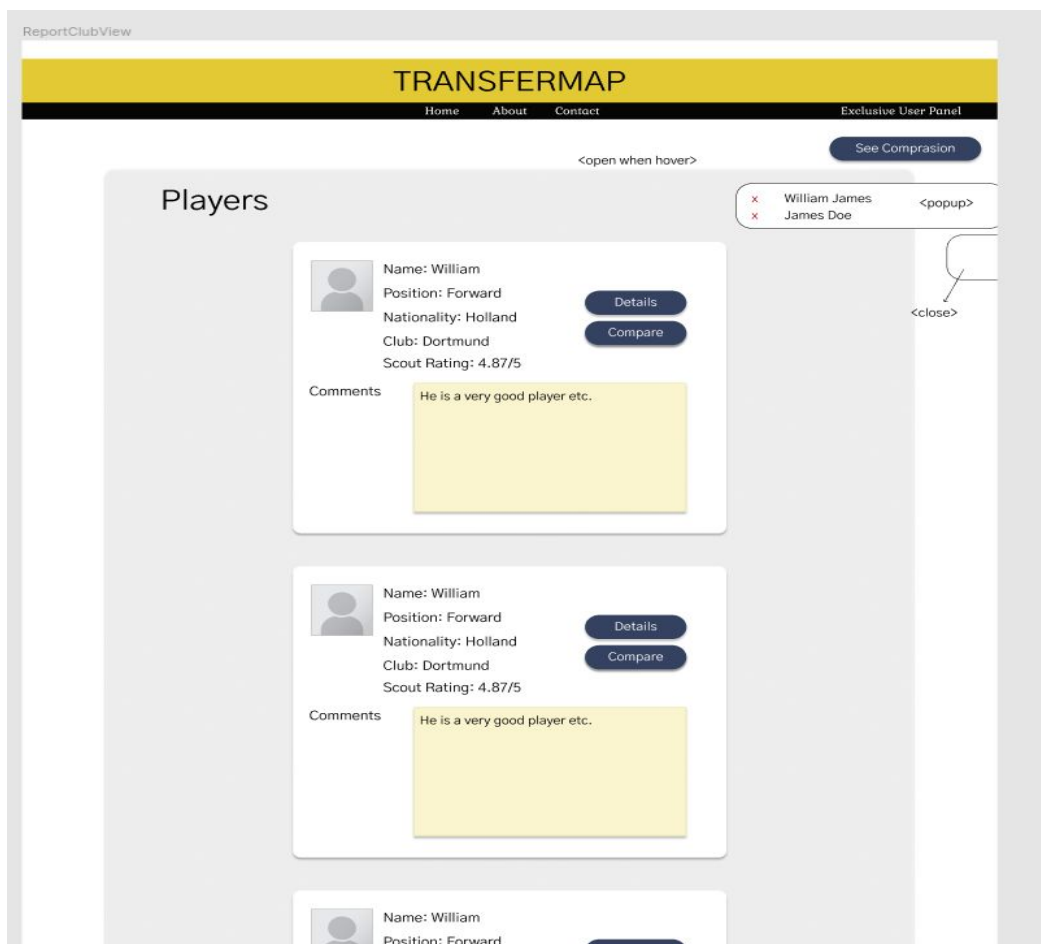 ReportClubView
TRANSFERMAP
Home About Contact Exclusive User Panel
See Comprasion
<open when hover>
Players
x William James <popup>
x James Doe
<close>
Name: William
Position: Forward
Nationality: Holland
Club: Dortmund
Scout Rating: 4.87/5
Details
Compare
Comments
He is a very good player etc.
Name: William
Position: Forward
Nationality: Holland
Club: Dortmund
Scout Rating: 4.87/5
Details
Compare
Comments
He is a very good player etc.
Name: William
Position: Forward